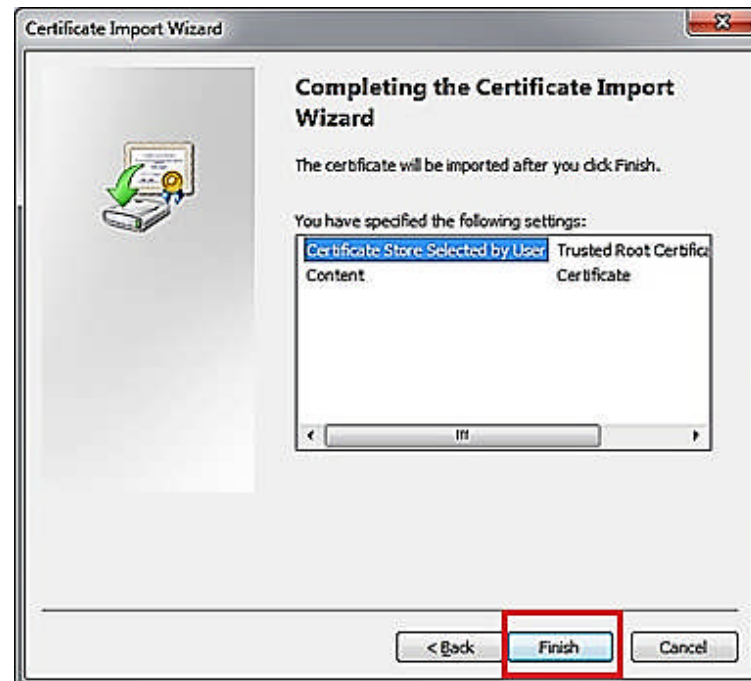 Certificate Import Wizard
Completing the Certificate Import
Wizard
The certificate will be imported after you click Finish.
You have specified the following settings:
Certificate Store Selected by User Trusted Root Certifica
Content Certificate
< Back Finish Cancel